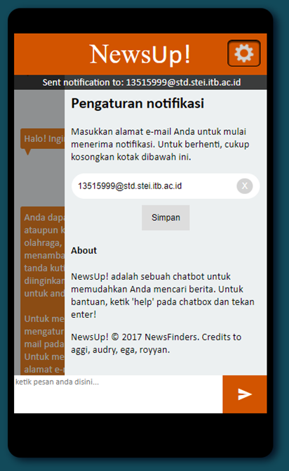 NewsUp!
Sent notification to: 13515999@std.stei.itb.ac.id
Pengaturan notifikasi
Masukkan alamat e-mail Anda untuk mulai
menerima notifikasi. Untuk berhenti, cukup
kosongkan kotak dibawah ini.
13515999@std.stei.itb.ac.id
X
Simpan
About
NewsUp! adalah sebuah chatbot untuk
memudahkan Anda mencari berita. Untuk
bantuan, ketik 'help' pada chatbox dan tekan
enter!
NewsUp! © 2017 NewsFinders. Credits to
aggi, audry, ega, royyan.
Halo! Ingi
Anda dapa
ataupun k
olahraga,
menamba
tanda kuti
diinginkan
untuk and
Untuk me
mengatur
mail pada
Untuk me
alamat e-m
ketik pesan anda disini...